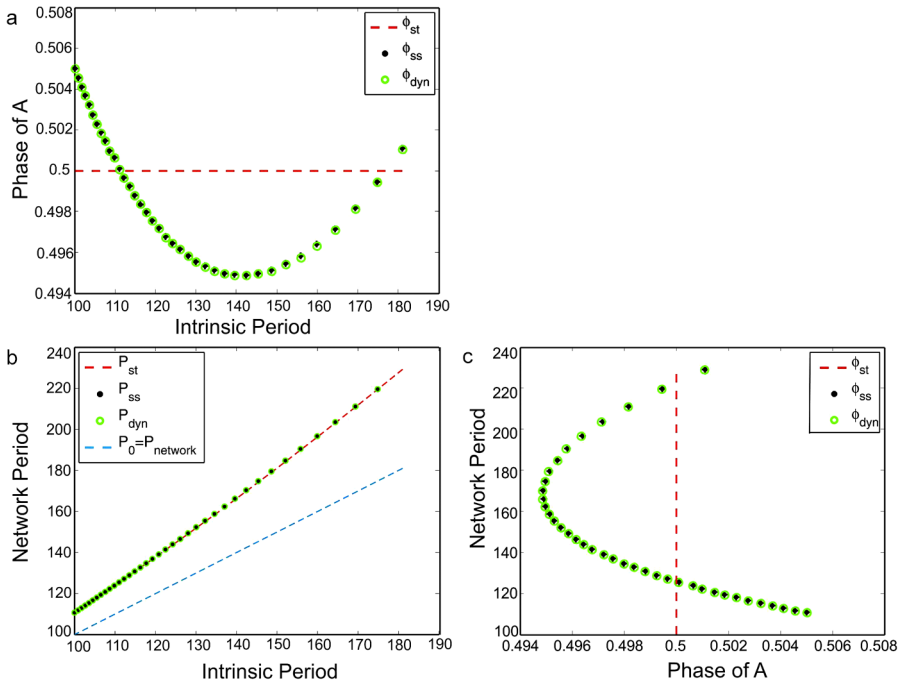 a
0.508
0.506
0.504
0.502
0.5
0.498
0.496
0.494
Phase of A
ϕst
ϕss
ϕdyn
100 110 120 130 140 150 160 170 180 190
Intrinsic Period
b
240
220
200
180
160
140
120
100
Network Period
Pst
Pss
Pdyn
P0=Pnetwork
100 110 120 130 140 150 160 170 180 190
Intrinsic Period
c
240
220
200
180
160
140
120
100
Network Period
ϕst
ϕss
ϕdyn
0.494 0.496 0.498 0.5 0.502 0.504 0.506 0.508
Phase of A